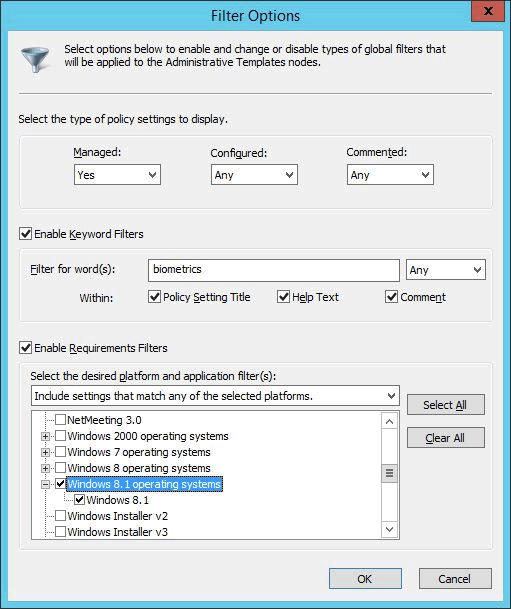 Filter Options
x
Select options below to enable and change or disable types of global filters that
will be applied to the Administrative Templates nodes.
Select the type of policy settings to display.
Managed: Configured: Commented:
Yes Any Any
Enable Keyword Filters
Filter for word(s): biometrics Any
Within: Policy Setting Title Help Text Comment
Enable Requirements Filters
Select the desired platform and application filter(s):
Include settings that match any of the selected platforms.
Select All
NetMeeting 3.0
Windows 2000 operating systems
Clear All
Windows 7 operating systems
Windows 8 operating systems
Windows 8.1 operating systems
Windows 8.1
Windows Installer v2
Windows Installer v3
OK Cancel